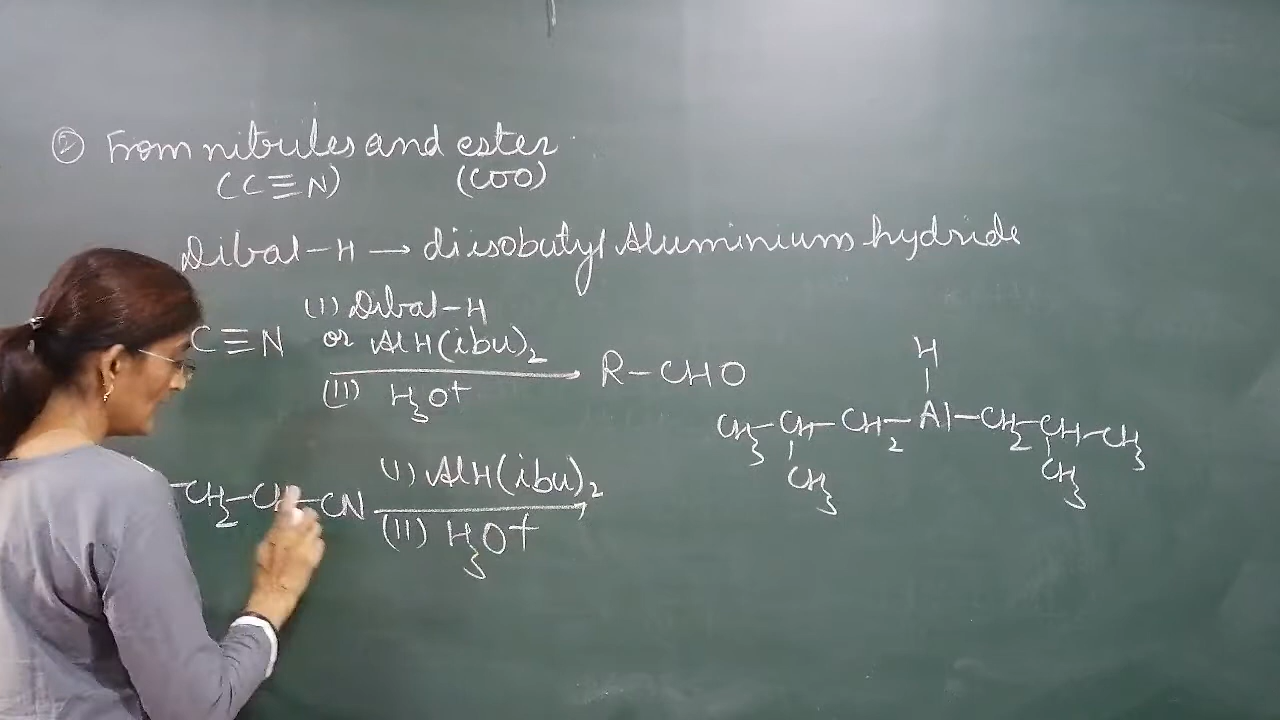 ② From nitriles and ester
(C≡N) (COO)
Dibal-H → diisobutyl Aluminium hydride
(I) Dibal-H
C≡N or AlH(ibu)₂
(II) H₃O+ → R-CHO
H
CH₃-CH-CH₂-Al-CH₂-CH-CH₃
CH₃ CH₃
-CH₂-CH -CN (I) AlH(ibu)₂
(II) H₃O+